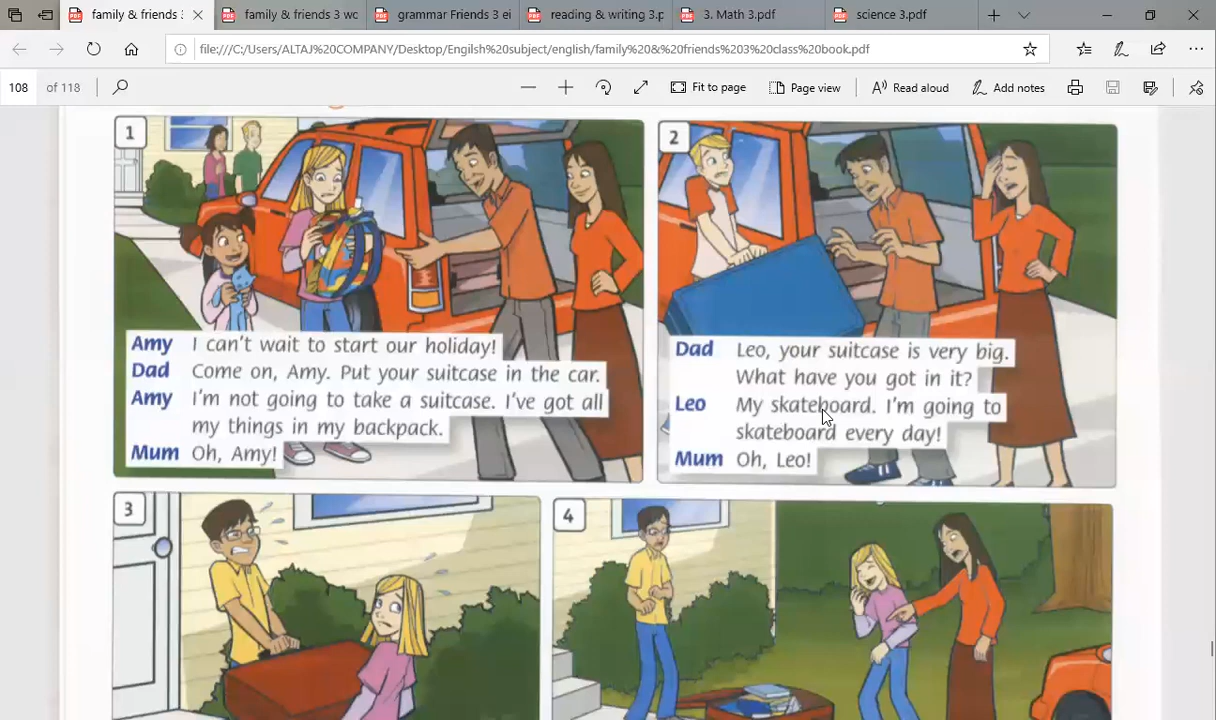 family & friends 3
family & friends 3 wo
grammar Friends 3 ei
reading & writing 3.p
3. Math 3.pdf
science 3.pdf
file:///C:/Users/ALTAJ%20COMPANY/Desktop/Engilsh%20subject/english/family%20&%20friends%203%20class%20book.pdf
108 of 118
Fit to page
Page view
Read aloud
Add notes
1
Amy I can't wait to start our holiday!
Dad Come on, Amy. Put your suitcase in the car.
Amy I'm not going to take a suitcase. I've got all
my things in my backpack.
Mum Oh, Amy!
2
Dad Leo, your suitcase is very big.
What have you got in it?
Leo My skateboard. I'm going to
skateboard every day!
Mum Oh, Leo!
3
4